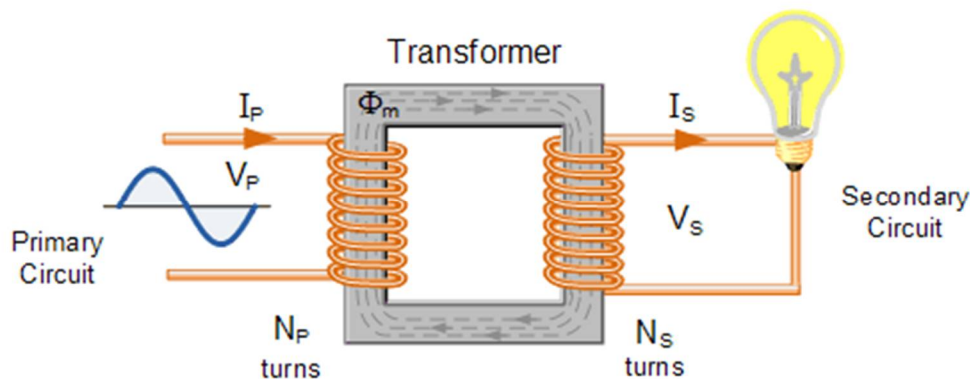 Transformer
Φm
IP
IS
VP
VS
Primary
Circuit
Secondary
Circuit
NP
turns
NS
turns